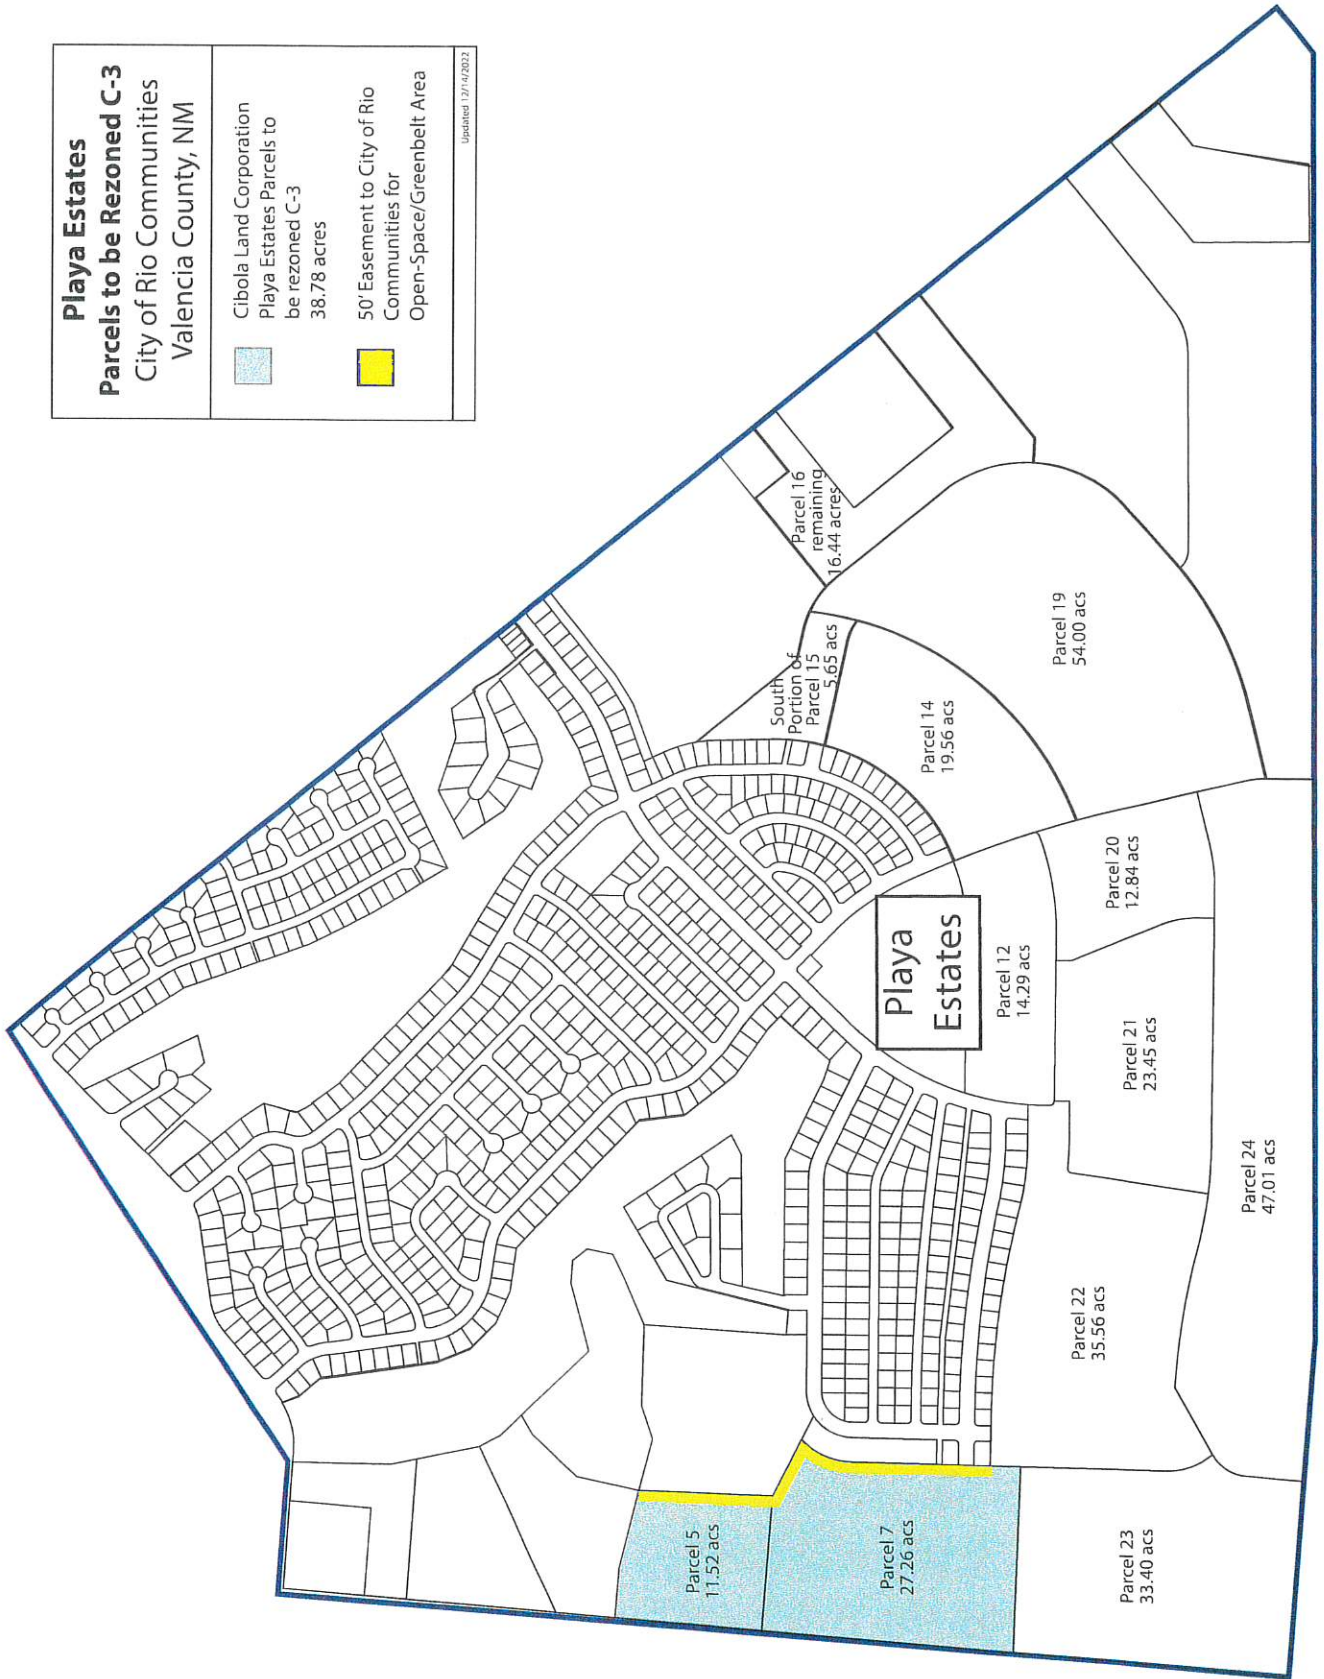 Playa Estates
Parcels to be Rezoned C-3
City of Rio Communities
Valencia County, NM
Cibola Land Corporation
Playa Estates Parcels to
be rezoned C-3
38.78 acres
50' Easement to City of Rio
Communities for
Open-Space/Greenbelt Area
Updated 12/14/2022
Parcel 16
remaining
16.44 acres
South
Portion of
Parcel 15
5.65 acs
Parcel 19
54.00 acs
Parcel 14
19.56 acs
Parcel 20
12.84 acs
Playa
Estates
Parcel 12
14.29 acs
Parcel 21
23.45 acs
Parcel 24
47.01 acs
Parcel 22
35.56 acs
Parcel 5
11.52 acs
Parcel 7
27.26 acs
Parcel 23
33.40 acs